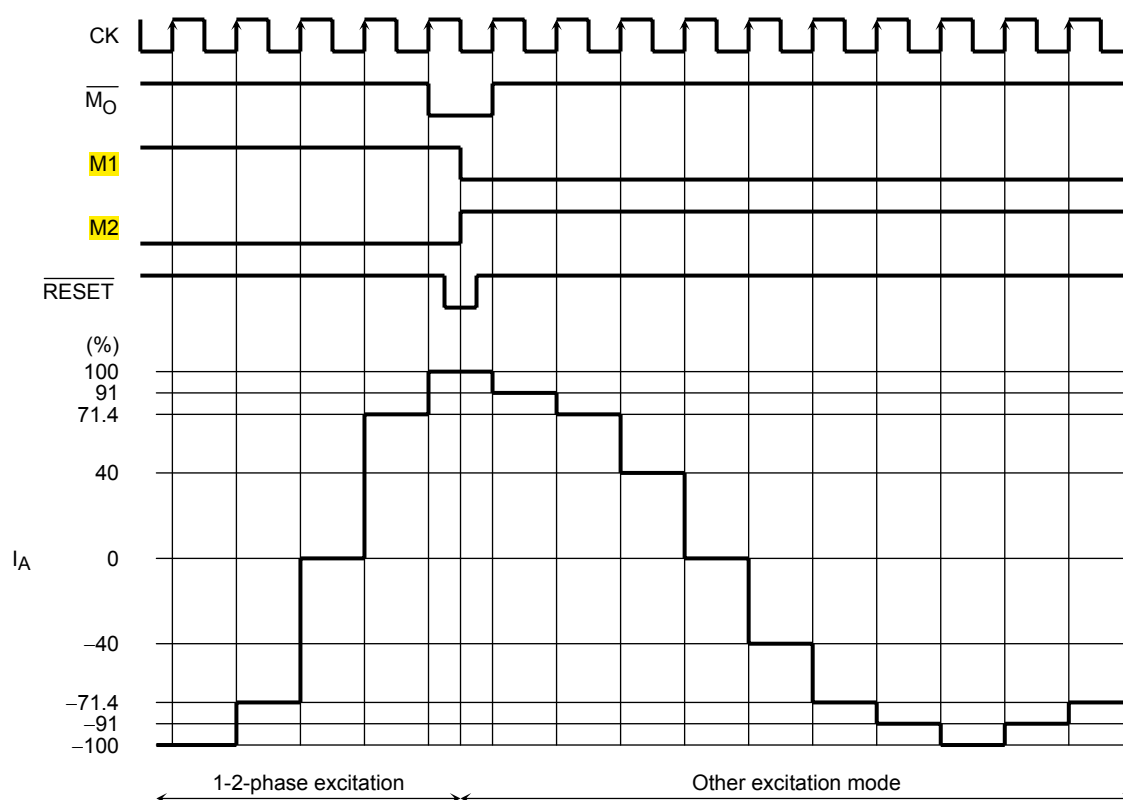 CK
MO
M1
M2
RESET
(%)
100
91
71.4
40
IA
0
−40
−71.4
−91
−100
1-2-phase excitation
Other excitation mode